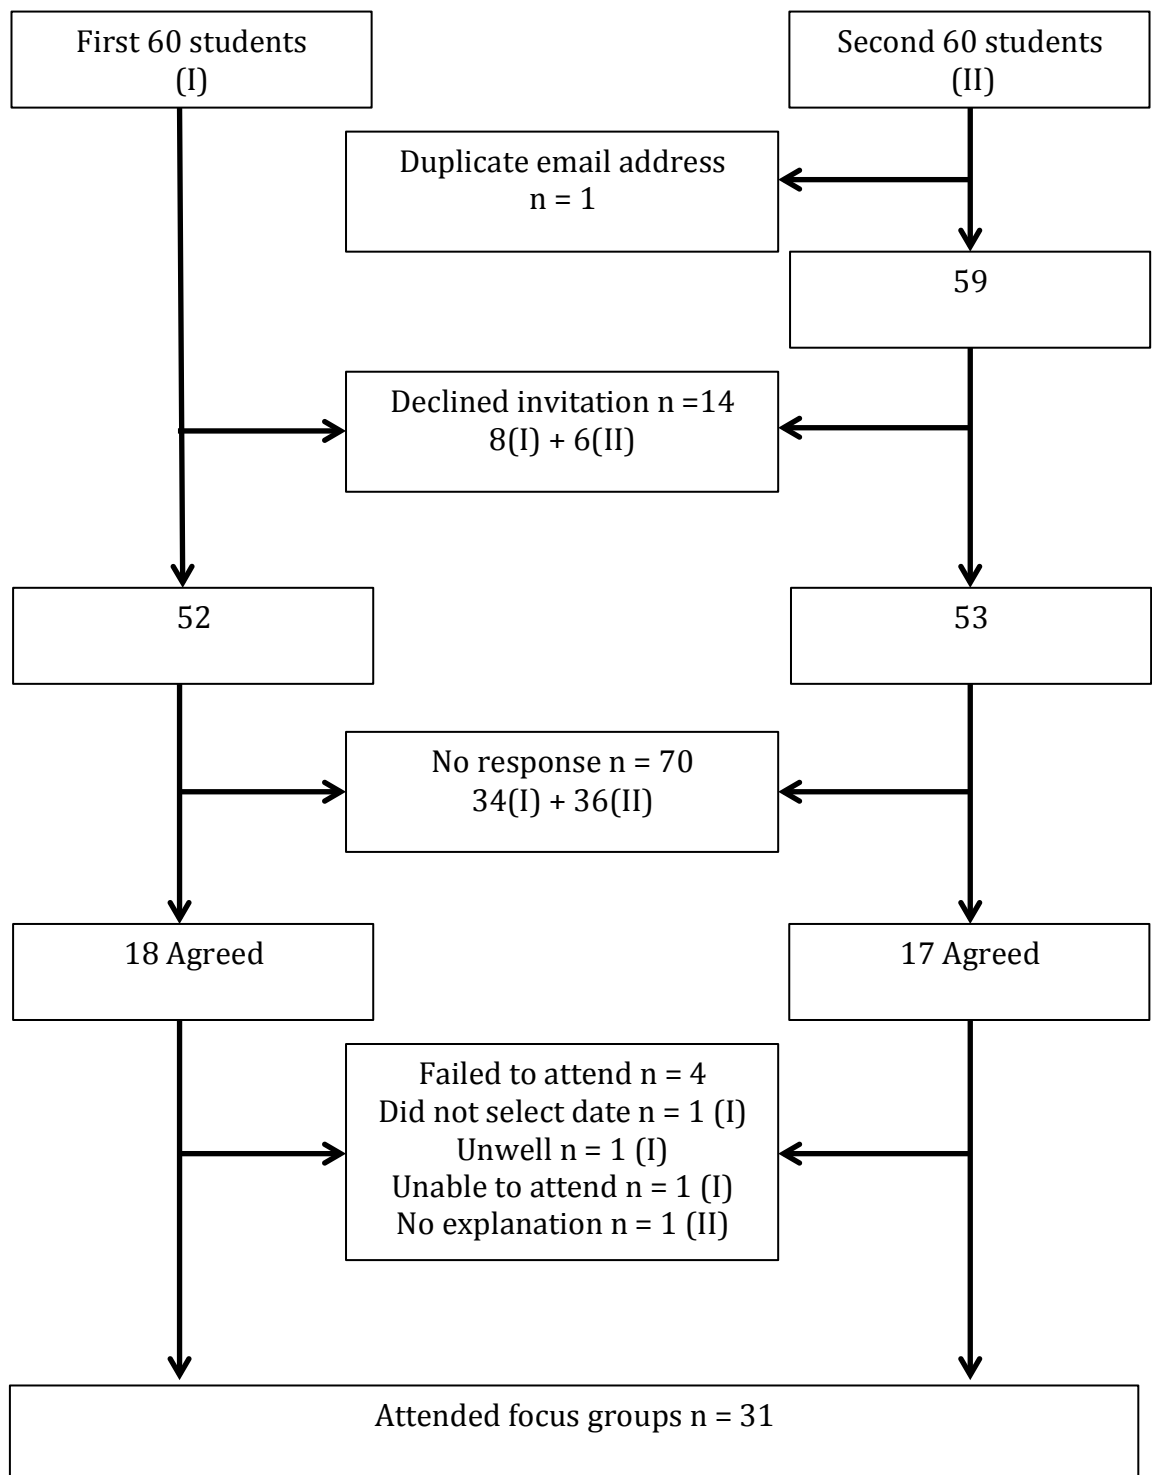 First 60 students
(I)
Second 60 students
(II)
Duplicate email address
n = 1
59
Declined invitation n =14
8(I) + 6(II)
52
53
No response n = 70
34(I) + 36(II)
18 Agreed
17 Agreed
Failed to attend n = 4
Did not select date n = 1 (I)
Unwell n = 1 (I)
Unable to attend n = 1 (I)
No explanation n = 1 (II)
Attended focus groups n = 31